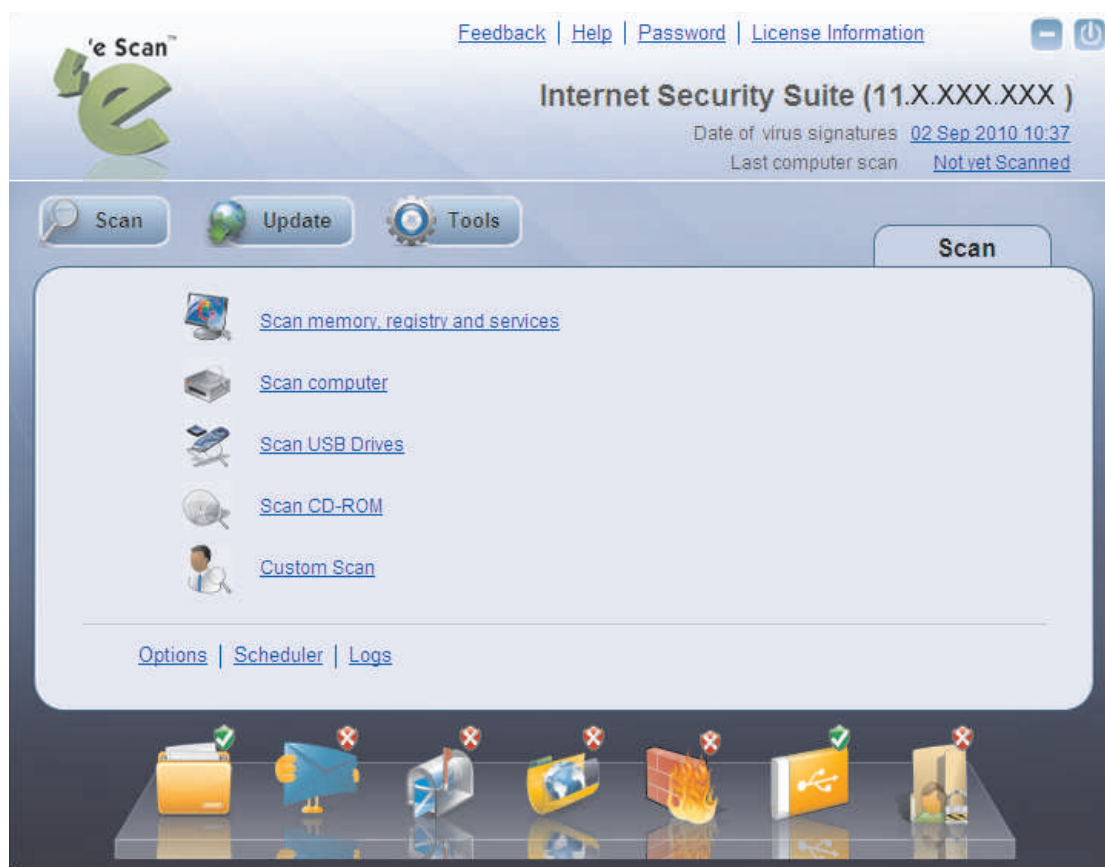 'e Scan™
Feedback | Help | Password | License Information
Internet Security Suite (11.X.XXX.XXX )
Date of virus signatures 02 Sep 2010 10:37
Last computer scan Not yet Scanned
Scan Update Tools
Scan
Scan memory, registry and services
Scan computer
Scan USB Drives
Scan CD-ROM
Custom Scan
Options | Scheduler | Logs